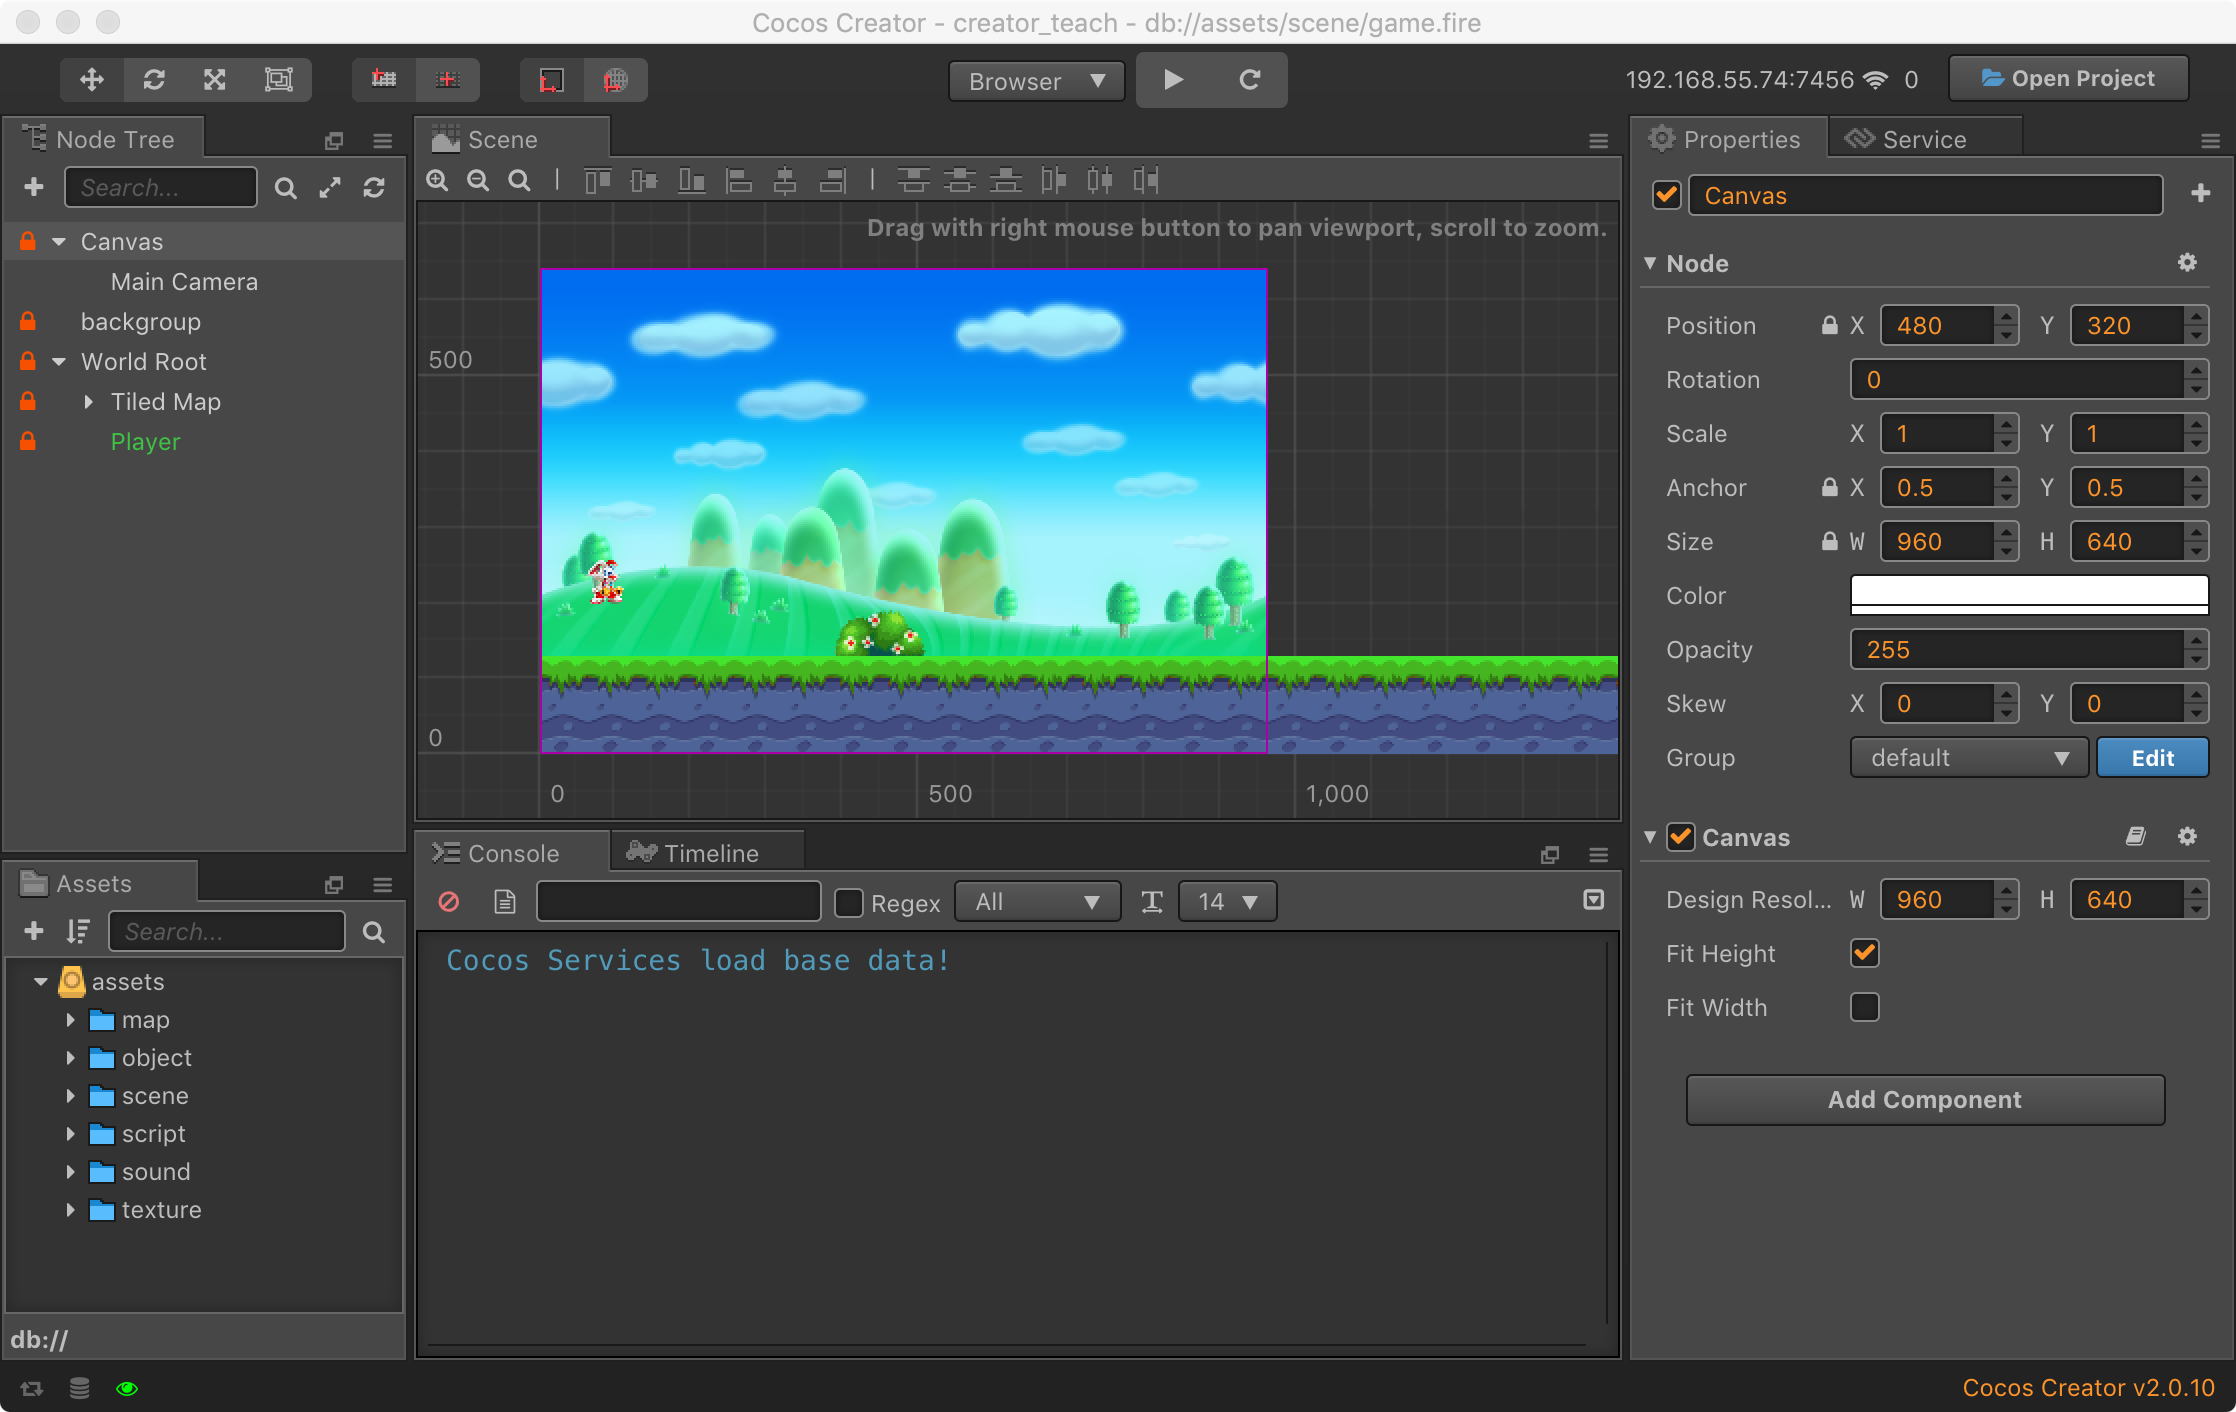 Cocos Creator - creator_teach - db://assets/scene/game.fire
Browser
192.168.55.74:7456 0
Open Project
Node Tree
Search...
Canvas
Main Camera
backgroup
World Root
Tiled Map
Player
Scene
Drag with right mouse button to pan viewport, scroll to zoom.
500
0
0
500
1,000
Assets
Search...
assets
map
object
scene
script
sound
texture
db://
Console
Timeline
Regex
All
14
Cocos Services load base data!
Properties
Service
Canvas
Node
Position X 480 Y 320
Rotation 0
Scale X 1 Y 1
Anchor X 0.5 Y 0.5
Size W 960 H 640
Color
Opacity 255
Skew X 0 Y 0
Group default Edit
Canvas
Design Resol... W 960 H 640
Fit Height
Fit Width
Add Component
Cocos Creator v2.0.10